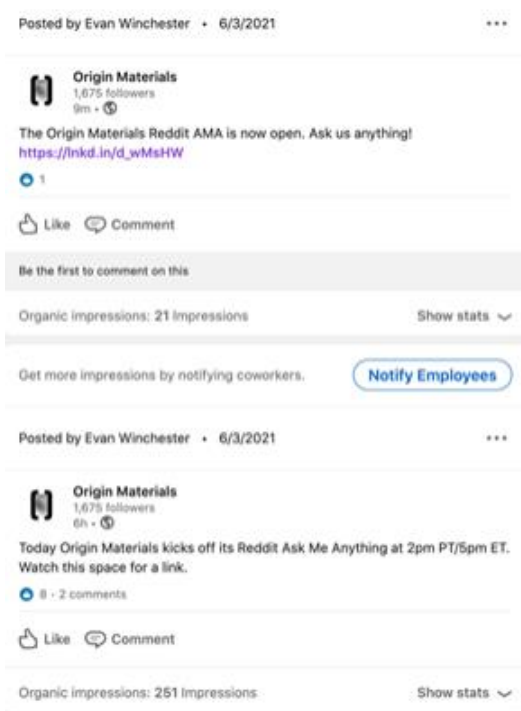 Posted by Evan Winchester • 6/3/2021
Origin Materials
1,675 followers
9m •
The Origin Materials Reddit AMA is now open. Ask us anything!
https://lnkd.in/d_wMsHW
1
Like Comment
Be the first to comment on this
Organic impressions: 21 Impressions Show stats
Get more impressions by notifying coworkers. Notify Employees
Posted by Evan Winchester • 6/3/2021
Origin Materials
1,675 followers
6h •
Today Origin Materials kicks off its Reddit Ask Me Anything at 2pm PT/5pm ET.
Watch this space for a link.
8 · 2 comments
Like Comment
Organic impressions: 251 Impressions Show stats